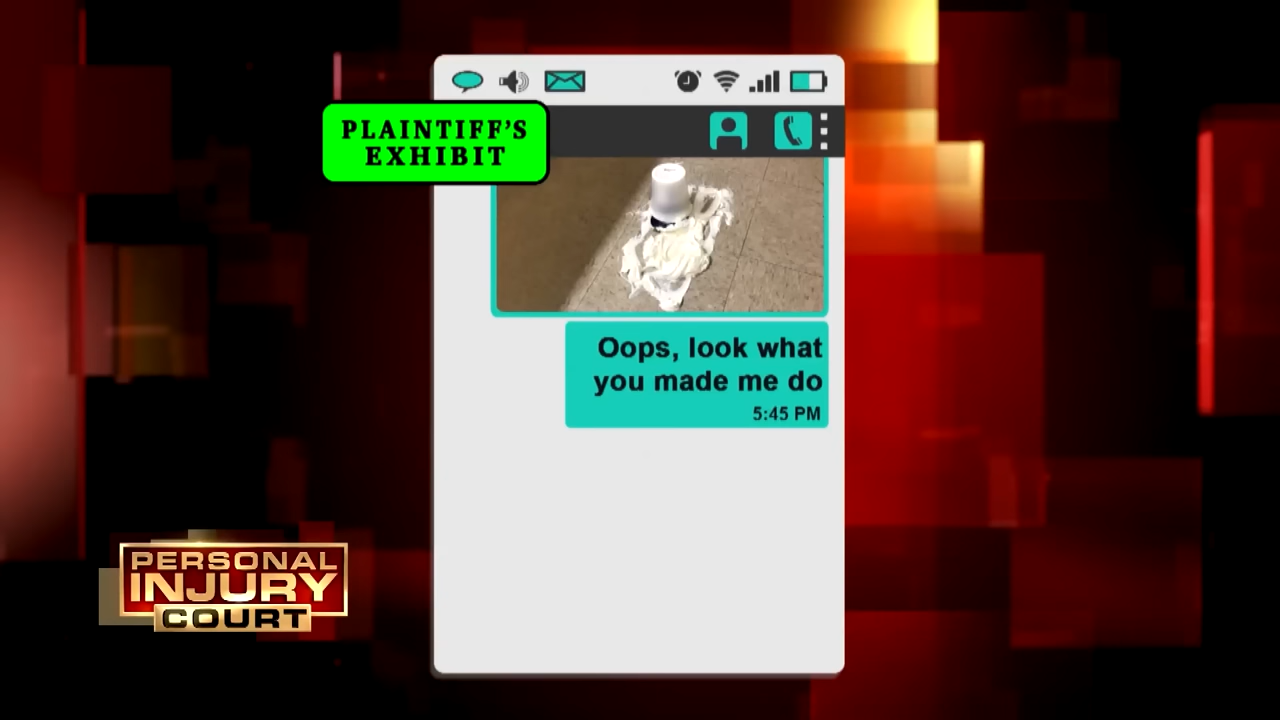 PLAINTIFF'S
EXHIBIT
Oops, look what
you made me do
5:45 PM
PERSONAL
INJURY
COURT